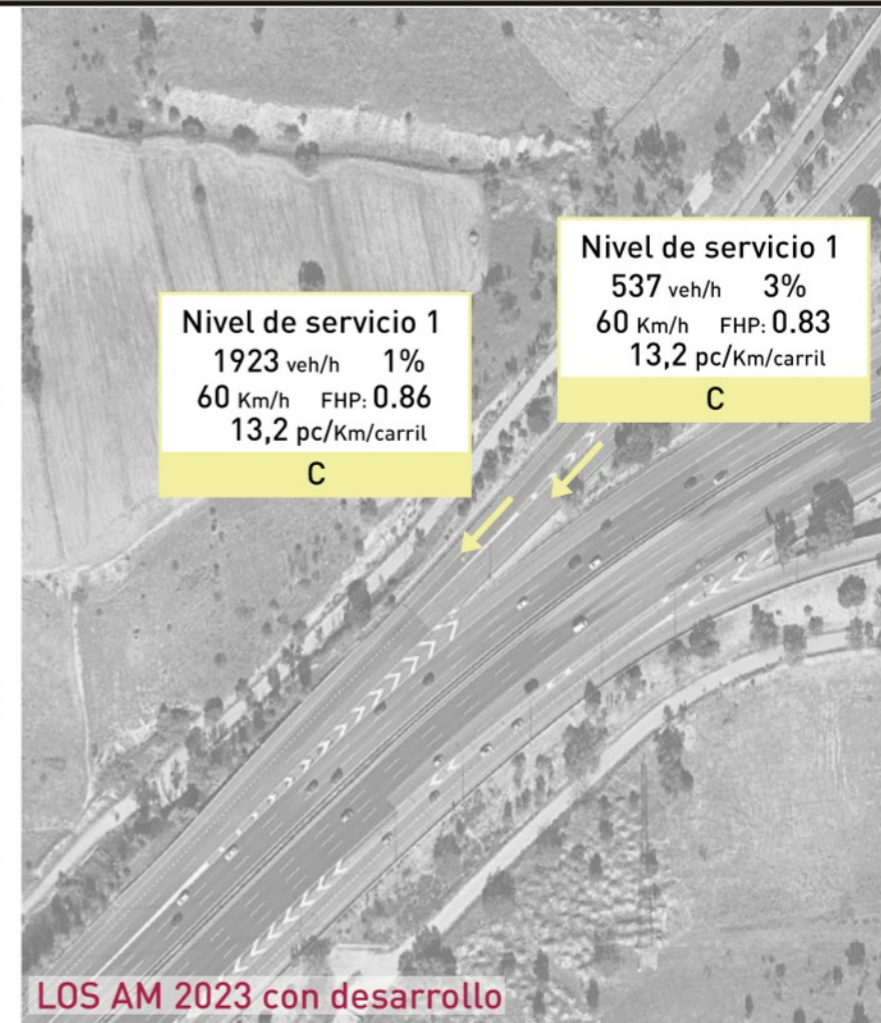 Nivel de servicio 1
537 veh/h 3%
60 Km/h FHP: 0.83
13,2 pc/Km/carril
C
Nivel de servicio 1
1923 veh/h 1%
60 Km/h FHP: 0.86
13,2 pc/Km/carril
C
LOS AM 2023 con desarrollo